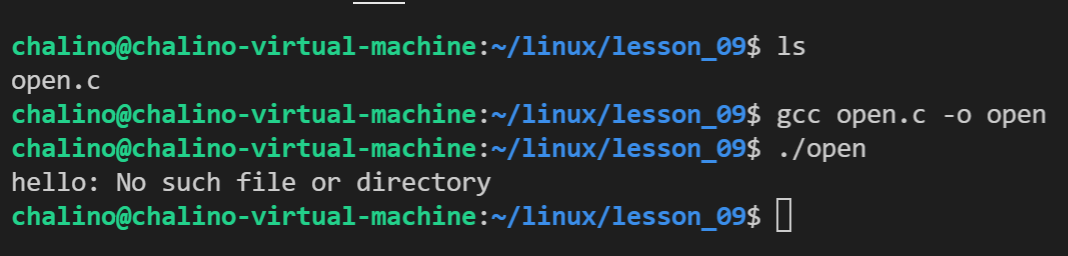 chalino@chalino-virtual-machine:~/linux/lesson_09$ ls
open.c
chalino@chalino-virtual-machine:~/linux/lesson_09$ gcc open.c -o open
chalino@chalino-virtual-machine:~/linux/lesson_09$ ./open
hello: No such file or directory
chalino@chalino-virtual-machine:~/linux/lesson_09$